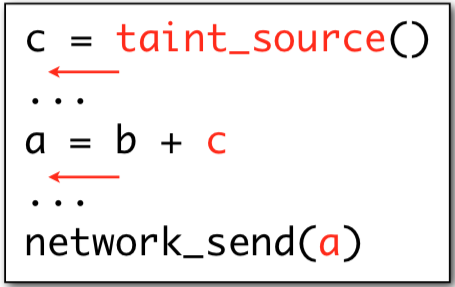 c = taint_source()
...
a = b + c
...
network_send(a)